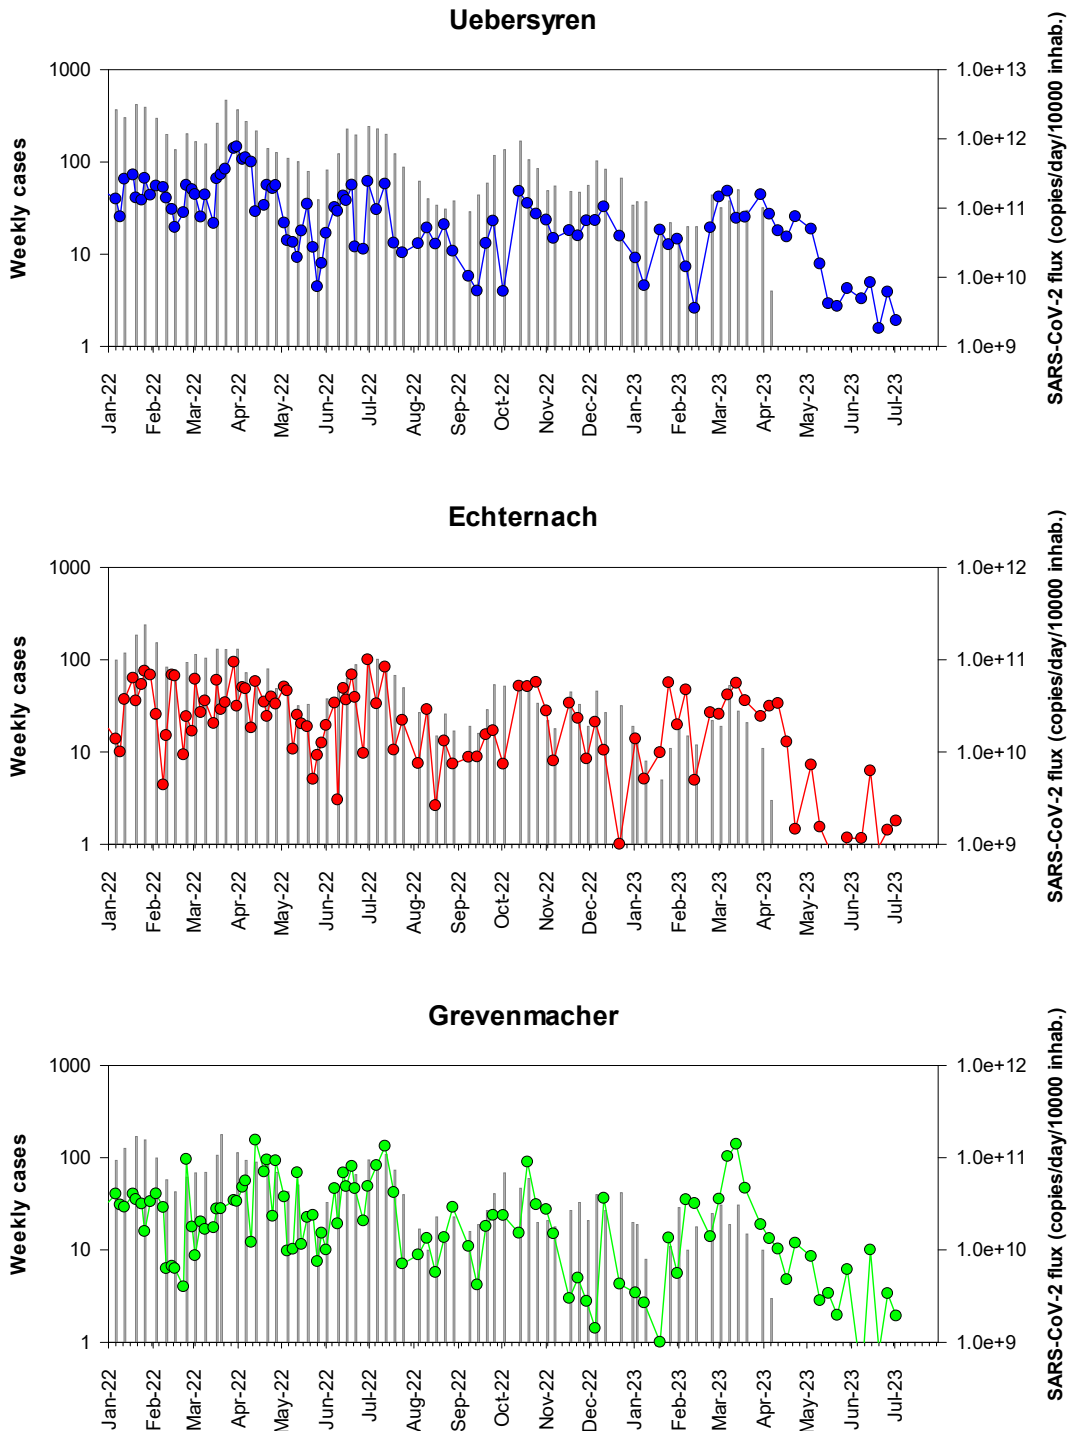 Uebersyren
1000
100
10
1
Weekly cases
1.0e+13
1.0e+12
1.0e+11
1.0e+10
1.0e+9
SARS-CoV-2 flux (copies/day/10000 inhab.)
Jan-22 Feb-22 Mar-22 Apr-22 May-22 Jun-22 Jul-22 Aug-22 Sep-22 Oct-22 Nov-22 Dec-22 Jan-23 Feb-23 Mar-23 Apr-23 May-23 Jun-23 Jul-23
Echternach
1000
100
10
1
Weekly cases
1.0e+12
1.0e+11
1.0e+10
1.0e+9
SARS-CoV-2 flux (copies/day/10000 inhab.)
Jan-22 Feb-22 Mar-22 Apr-22 May-22 Jun-22 Jul-22 Aug-22 Sep-22 Oct-22 Nov-22 Dec-22 Jan-23 Feb-23 Mar-23 Apr-23 May-23 Jun-23 Jul-23
Grevenmacher
1000
100
10
1
Weekly cases
1.0e+12
1.0e+11
1.0e+10
1.0e+9
SARS-CoV-2 flux (copies/day/10000 inhab.)
Jan-22 Feb-22 Mar-22 Apr-22 May-22 Jun-22 Jul-22 Aug-22 Sep-22 Oct-22 Nov-22 Dec-22 Jan-23 Feb-23 Mar-23 Apr-23 May-23 Jun-23 Jul-23